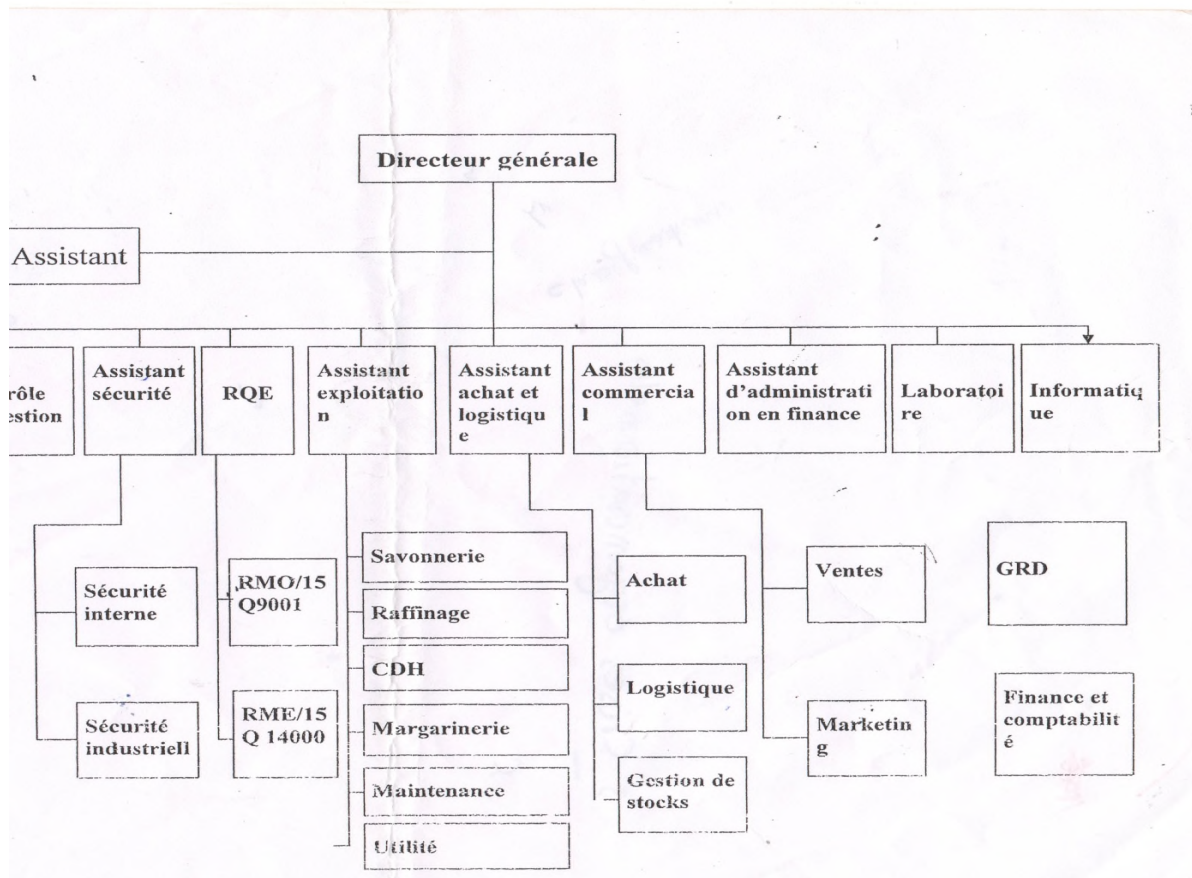 Directeur générale
Assistant
rôle
estion
Assistant
sécurité
RQE
Assistant
exploitatio
n
Assistant
achat et
logistiqu
e
Assistant
commercia
l
Assistant
d'administrati
on en finance
Laboratoi
re
Informatiq
ue
Sécurité
interne
Sécurité
industriell
RMO/15
Q9001
RME/15
Q 14000
Savonnerie
Raffinage
CDH
Margarinerie
Maintenance
Utilité
Achat
Logistique
Gestion de
stocks
Ventes
Marketin
g
GRD
Finance et
comptabilit
é